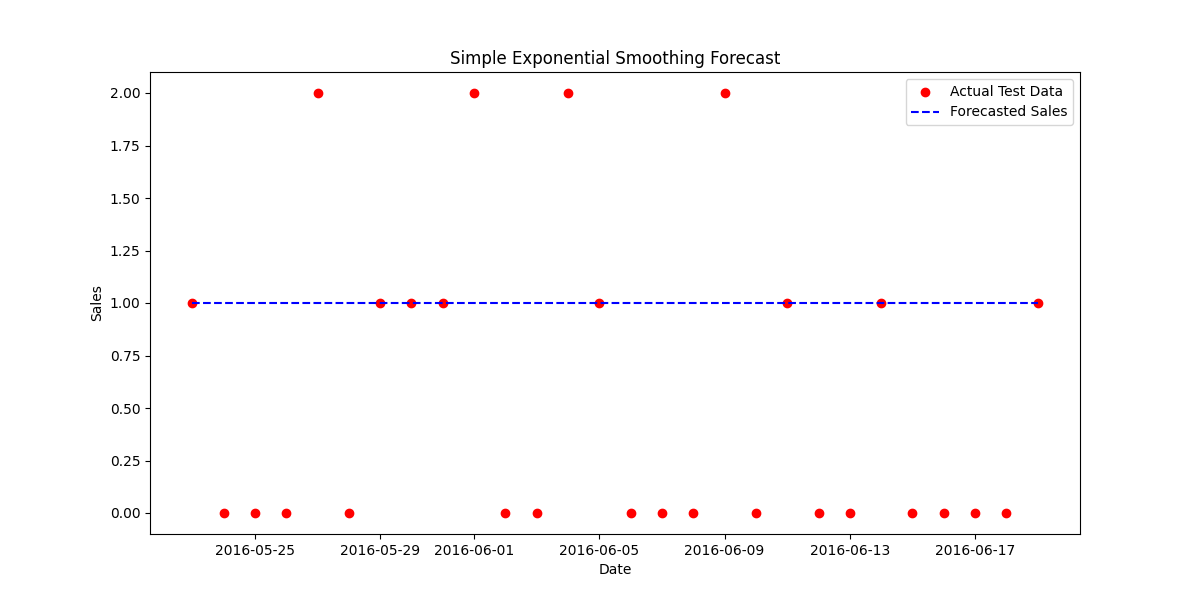 Simple Exponential Smoothing Forecast
Actual Test Data
Forecasted Sales
2.00
1.75
1.50
1.25
1.00
0.75
0.50
0.25
0.00
Sales
2016-05-25 2016-05-29 2016-06-01 2016-06-05 2016-06-09 2016-06-13 2016-06-17
Date